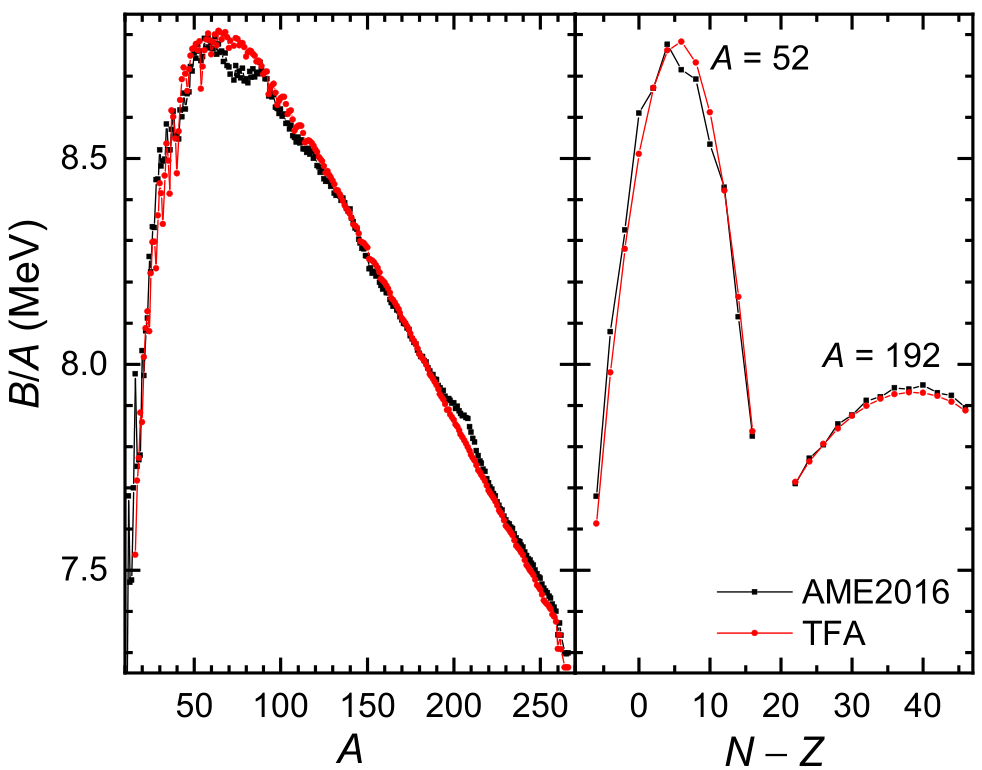 B/A (MeV)
8.5
8.0
7.5
50 100 150 200 250
A
A = 52
A = 192
AME2016
TFA
0 10 20 30 40
N − Z